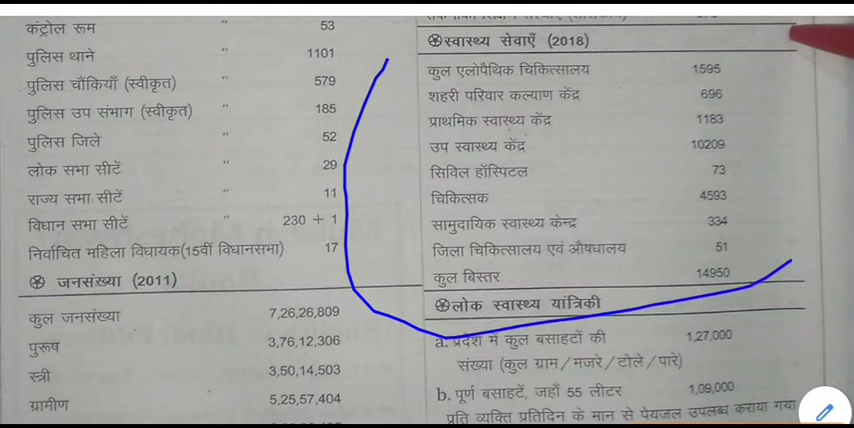 कंट्रोल रूम " 53
पुलिस थाने " 1101
पुलिस चौंकियाँ (स्वीकृत) " 579
पुलिस उप संभाग (स्वीकृत) " 185
पुलिस जिले " 52
लोक सभा सीटें " 29
राज्य सभा सीटें " 11
विधान सभा सीटें " 230 + 1
निर्वाचित महिला विधायक(15वीं विधानसभा) 17
जनसंख्या (2011)
कुल जनसंख्या 7,26,26,809
पुरूष 3,76,12,306
स्त्री 3,50,14,503
ग्रामीण 5,25,57,404
स्वास्थ्य सेवाएँ (2018)
कुल एलोपैथिक चिकित्सालय 1595
शहरी परिवार कल्याण केंद्र 696
प्राथमिक स्वास्थ्य केंद्र 1183
उप स्वास्थ्य केंद्र 10209
सिविल हॉस्पिटल 73
चिकित्सक 4593
सामुदायिक स्वास्थ्य केन्द्र 334
जिला चिकित्सालय एवं औषधालय 51
कुल बिस्तर 14950
लोक स्वास्थ्य यांत्रिकी
a. प्रदेश में कुल बसाहटों की 1,27,000
संख्या (कुल ग्राम/मजरे/टोले/पारे)
b. पूर्ण बसाहटें, जहाँ 55 लीटर 1,09,000
प्रति व्यक्ति प्रतिदिन के मान से पेयजल उपलब्ध कराया गया